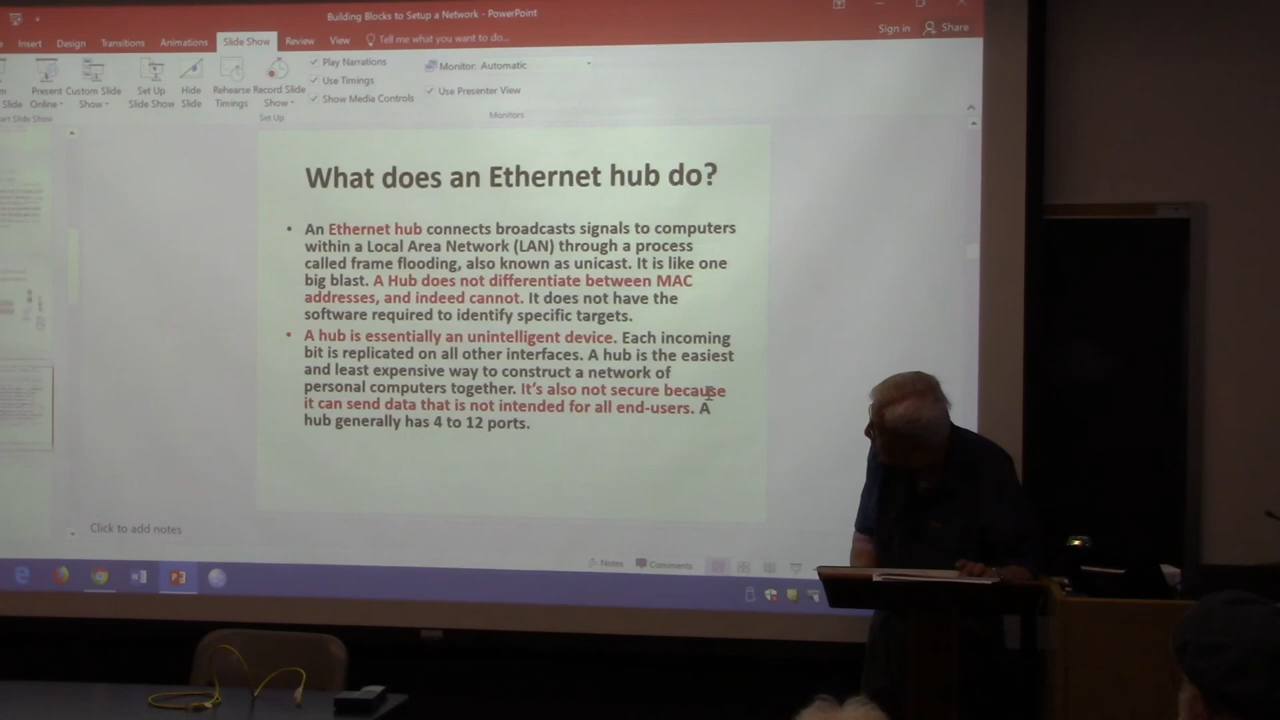 Building Blocks to Setup a Network - PowerPoint
Sign in Share
Insert Design Transitions Animations Slide Show Review View Tell me what you want to do...
Slide
Present Online
Custom Slide Show
Set Up Slide Show
Hide Slide
Rehearse Timings
Record Slide Show
Play Narrations
Use Timings
Show Media Controls
Monitor: Automatic
Use Presenter View
art Slide Show
Set Up
Monitors
What does an Ethernet hub do?
• An Ethernet hub connects broadcasts signals to computers
within a Local Area Network (LAN) through a process
called frame flooding, also known as unicast. It is like one
big blast. A Hub does not differentiate between MAC
addresses, and indeed cannot. It does not have the
software required to identify specific targets.
• A hub is essentially an unintelligent device. Each incoming
bit is replicated on all other interfaces. A hub is the easiest
and least expensive way to construct a network of
personal computers together. It's also not secure because
it can send data that is not intended for all end-users. A
hub generally has 4 to 12 ports.
Click to add notes
Notes Comments